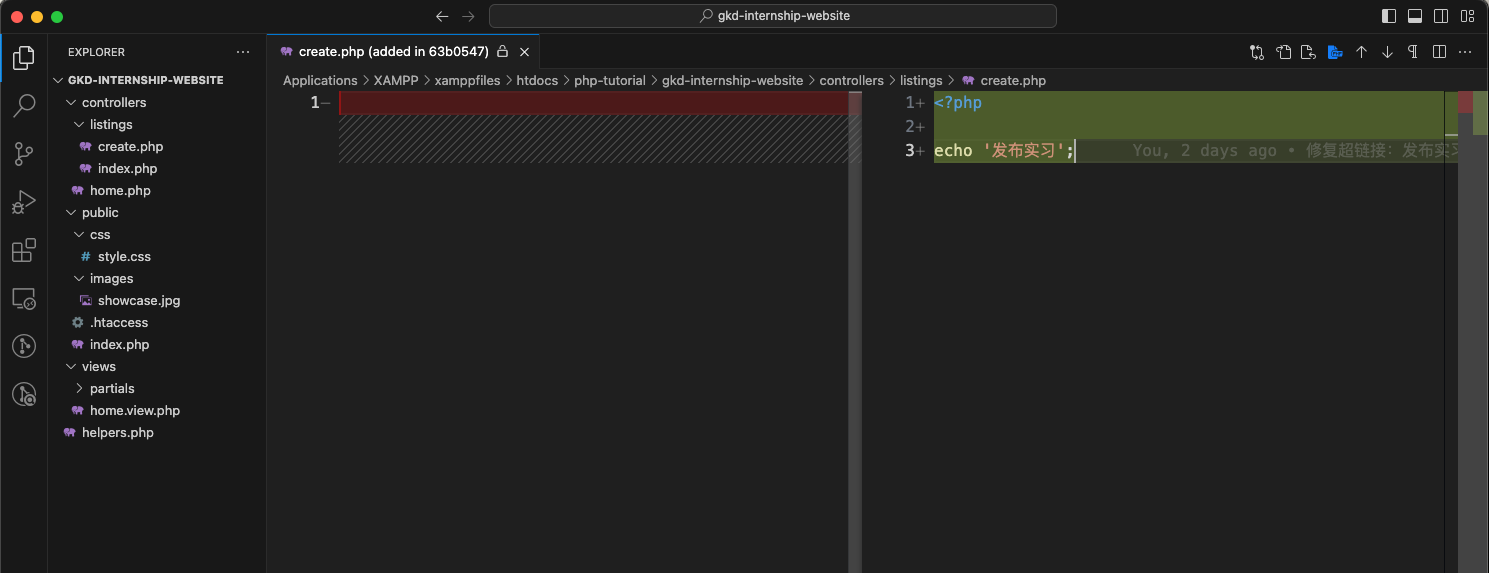 gkd-internship-website
EXPLORER
GKD-INTERNSHIP-WEBSITE
controllers
listings
create.php
index.php
home.php
public
css
style.css
images
showcase.jpg
.htaccess
index.php
views
partials
home.view.php
helpers.php
create.php (added in 63b0547)
Applications > XAMPP > xamppfiles > htdocs > php-tutorial > gkd-internship-website > controllers > listings > create.php
1−
1+ <?php
2+
3+ echo '发布实习'; You, 2 days ago • 修复超链接: 发布实习